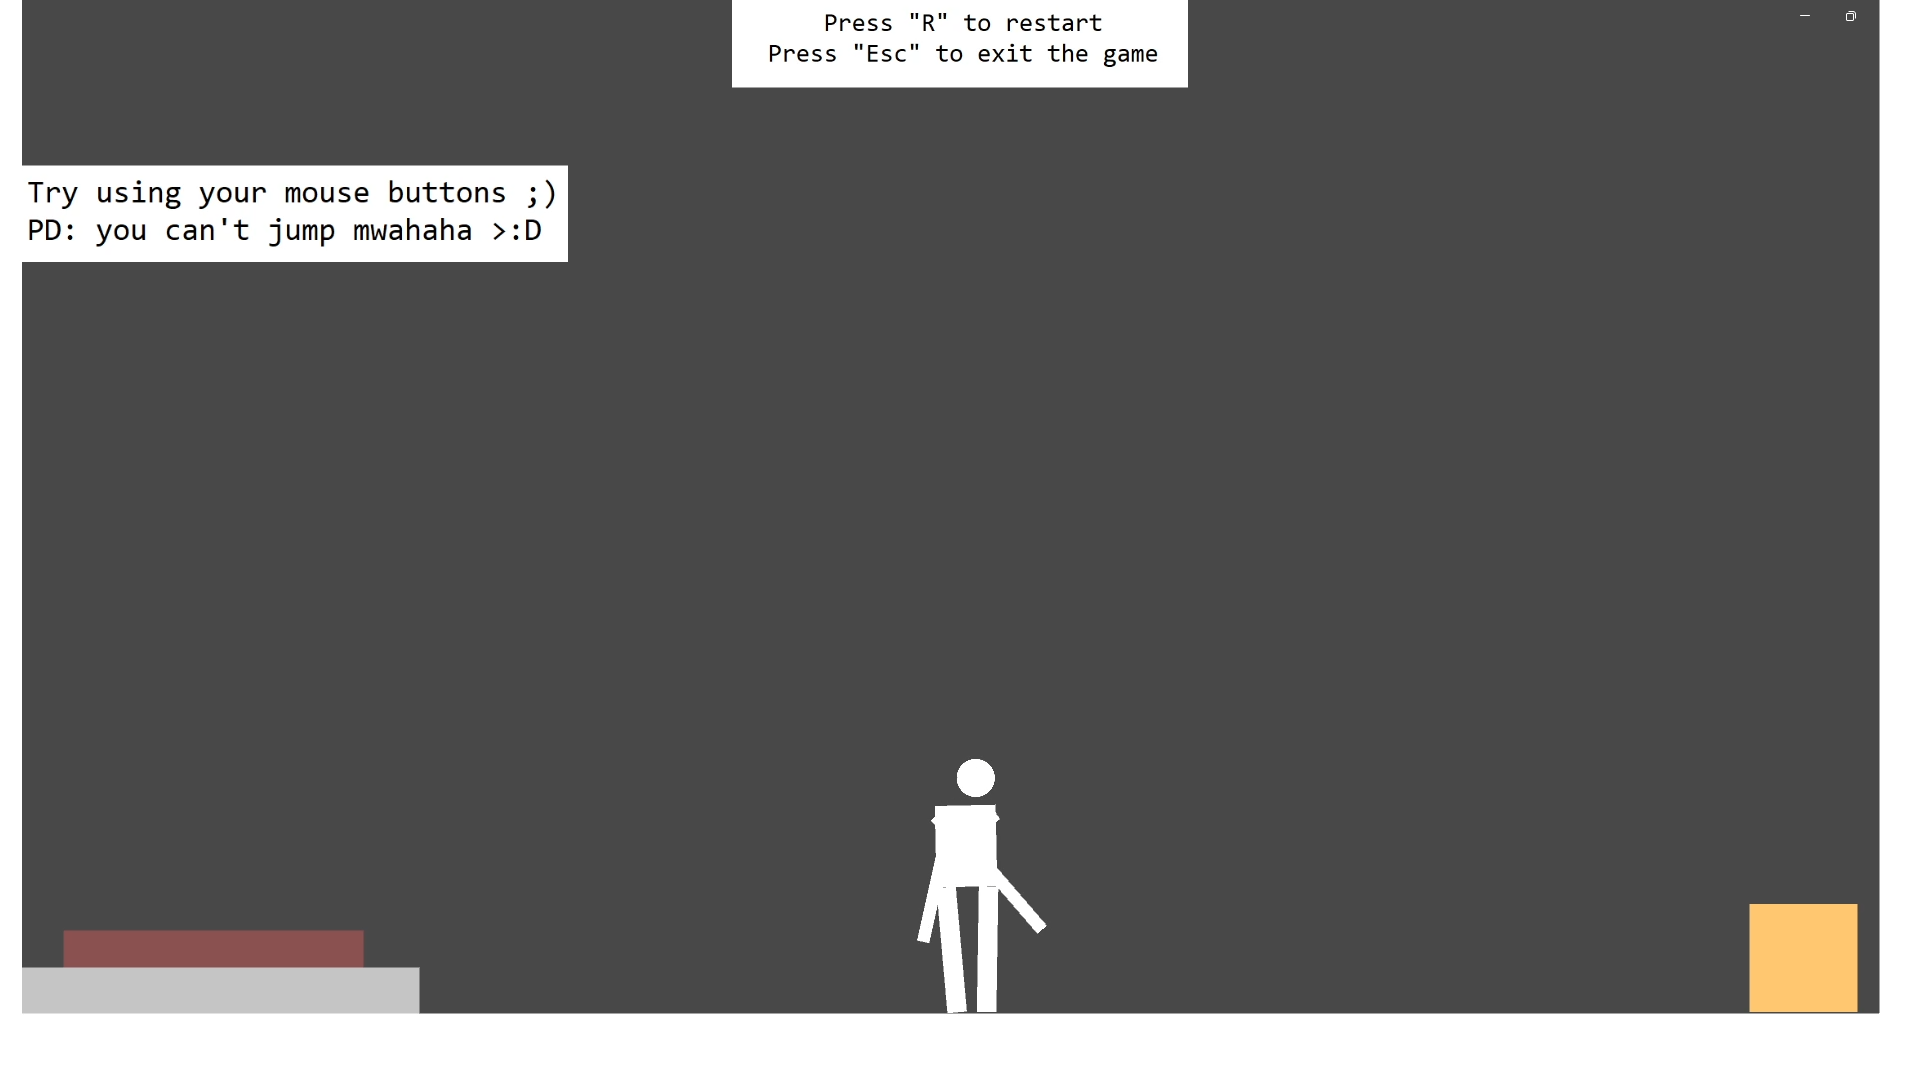 Press "R" to restart
Press "Esc" to exit the game
Try using your mouse buttons ;)
PD: you can't jump mwahaha >:D